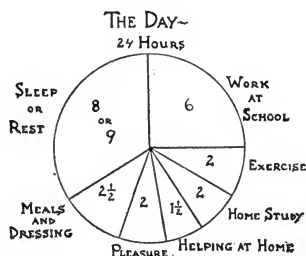 THE DAY~
24 HOURS
SLEEP
OR
REST
8
OR
9
6
WORK
AT
SCHOOL
2
EXERCISE
2
HOME STUDY
1½
HELPING AT HOME
2
PLEASURE
2½
MEALS
AND
DRESSING